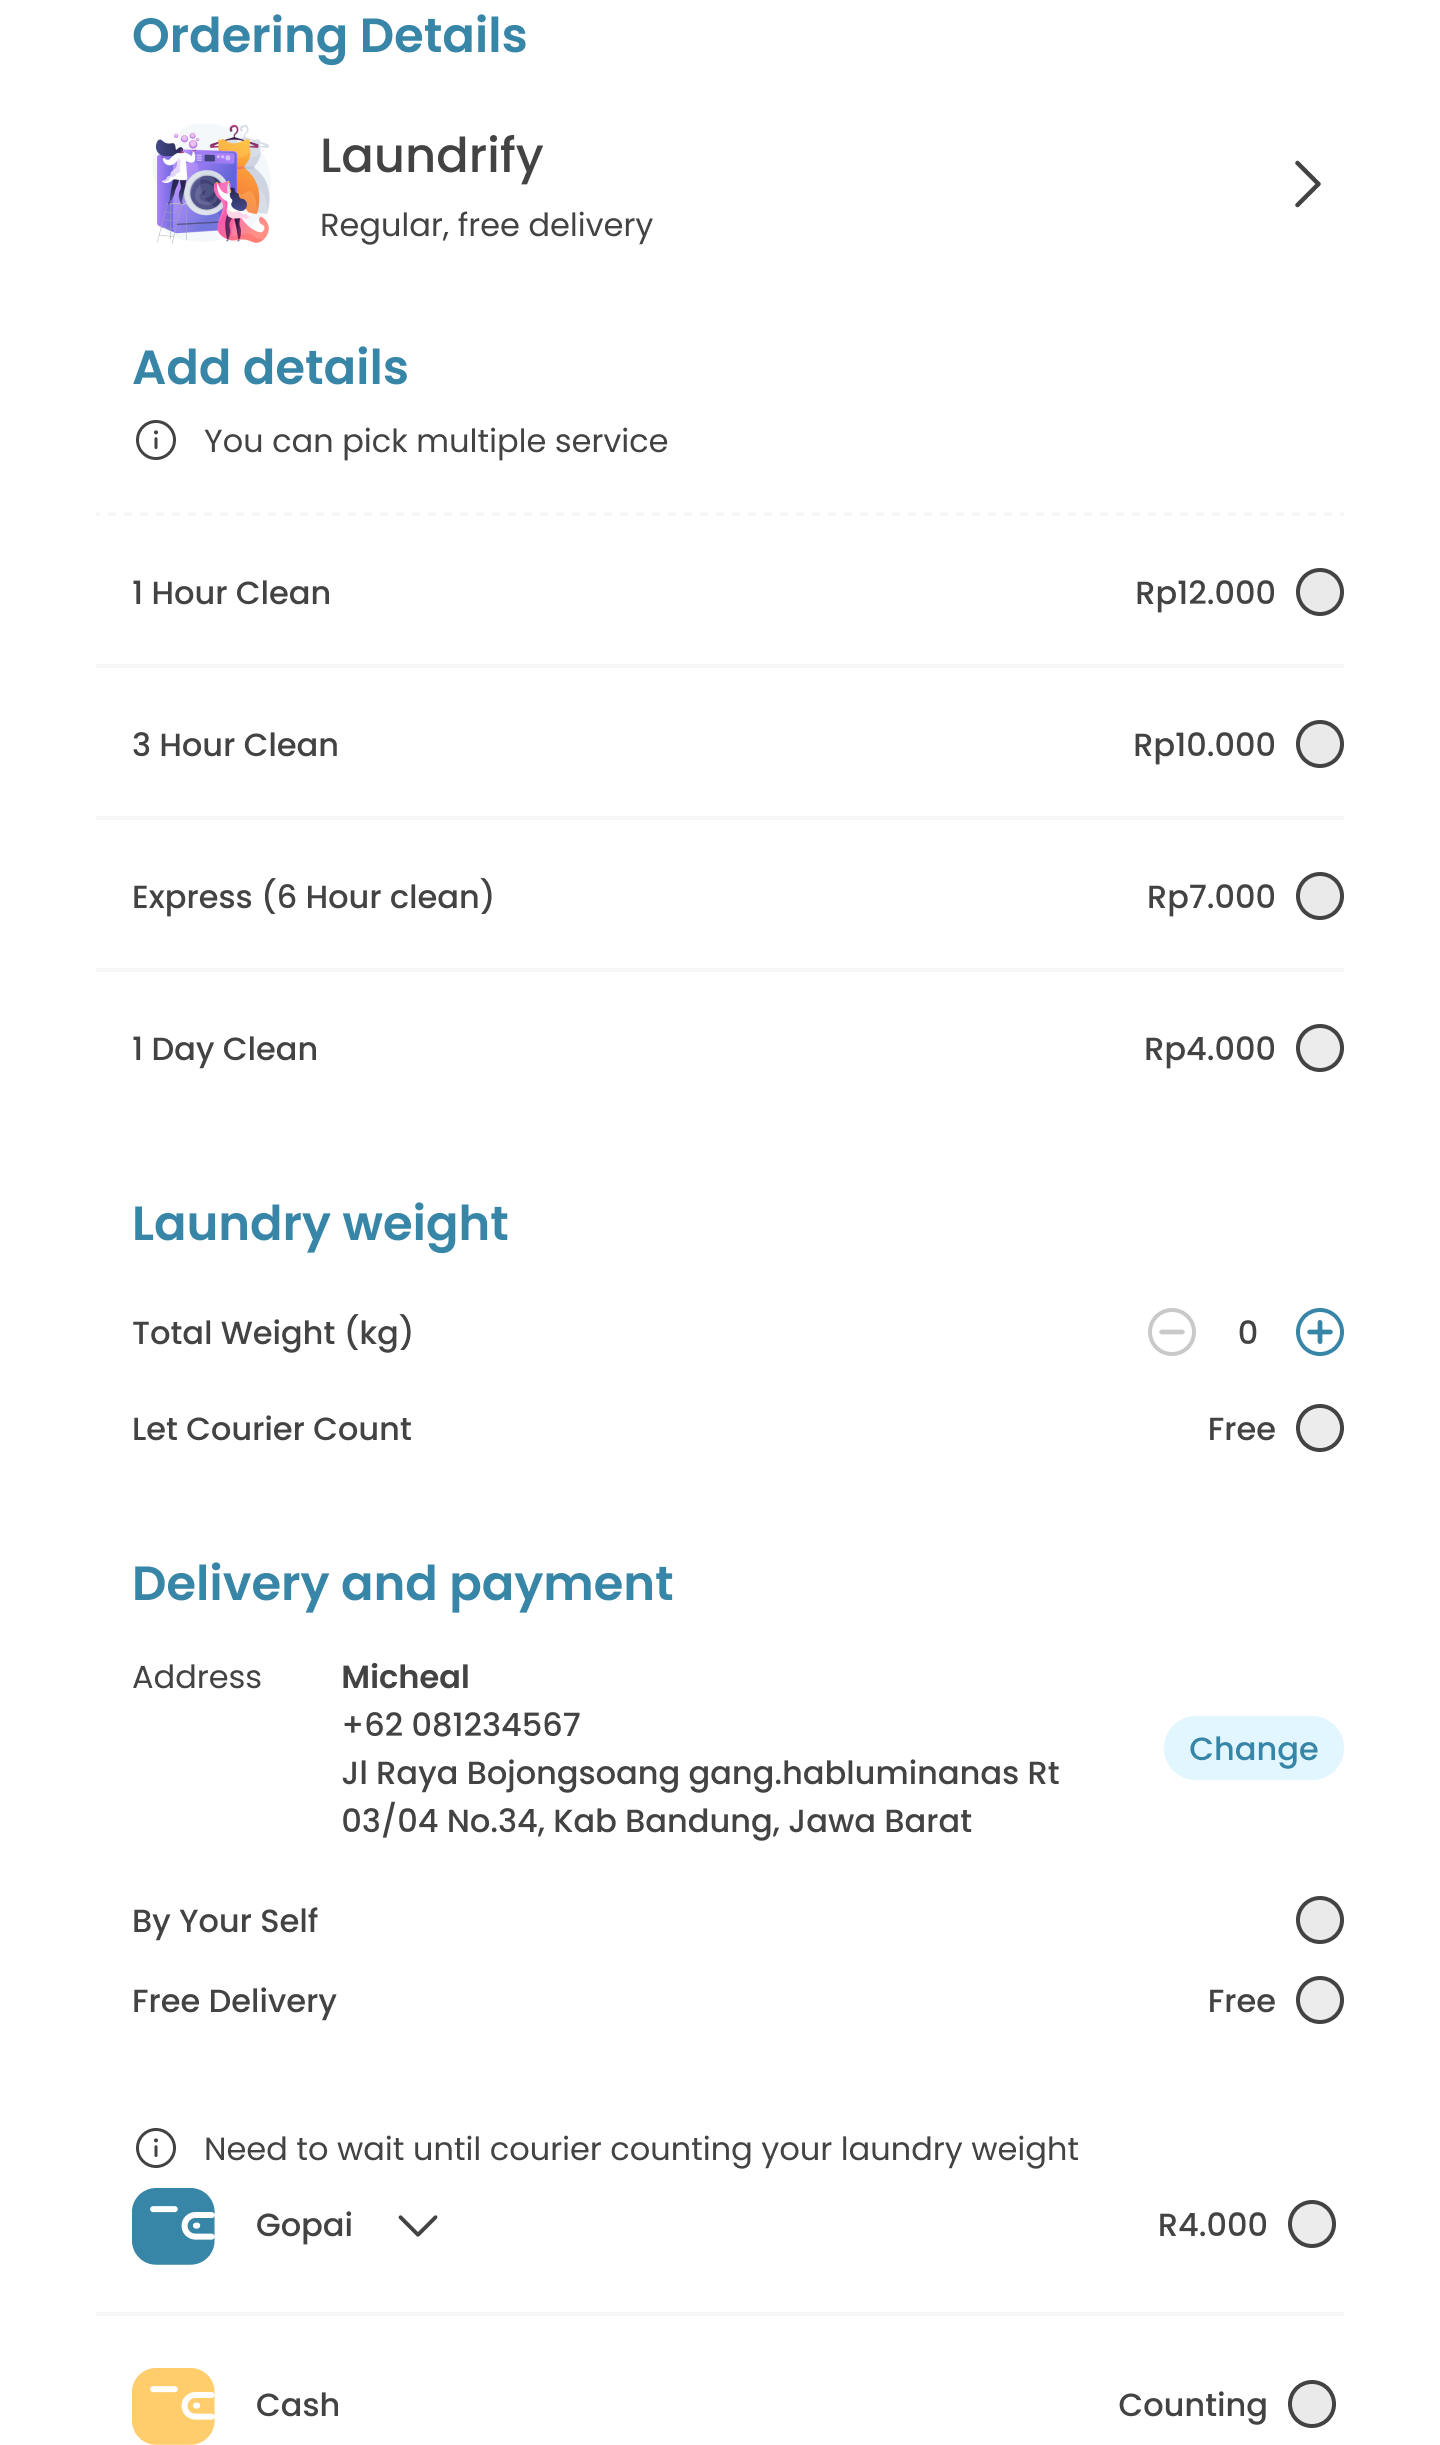 Ordering Details
Laundrify
Regular, free delivery
Add details
You can pick multiple service
1 Hour Clean Rp12.000
3 Hour Clean Rp10.000
Express (6 Hour clean) Rp7.000
1 Day Clean Rp4.000
Laundry weight
Total Weight (kg) 0
Let Courier Count Free
Delivery and payment
Address Micheal
+62 081234567
Jl Raya Bojongsoang gang.habluminanas Rt
03/04 No.34, Kab Bandung, Jawa Barat
Change
By Your Self
Free Delivery Free
Need to wait until courier counting your laundry weight
Gopai R4.000
Cash Counting